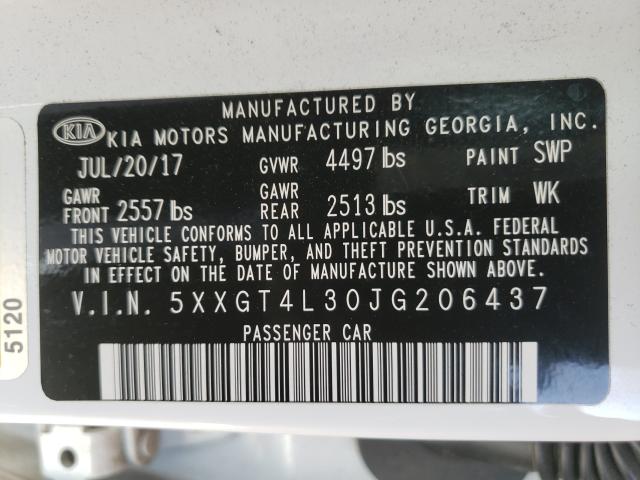 MANUFACTURED BY
KIA KIA MOTORS MANUFACTURING GEORGIA, INC.
JUL/20/17 GVWR 4497 lbs PAINT SWP
GAWR FRONT 2557 lbs GAWR REAR 2513 lbs TRIM WK
THIS VEHICLE CONFORMS TO ALL APPLICABLE U.S.A. FEDERAL
MOTOR VEHICLE SAFETY, BUMPER, AND THEFT PREVENTION STANDARDS
IN EFFECT ON THE DATE OF MANUFACTURE SHOWN ABOVE.
V.I.N. 5XXGT4L30JG206437
PASSENGER CAR
5120